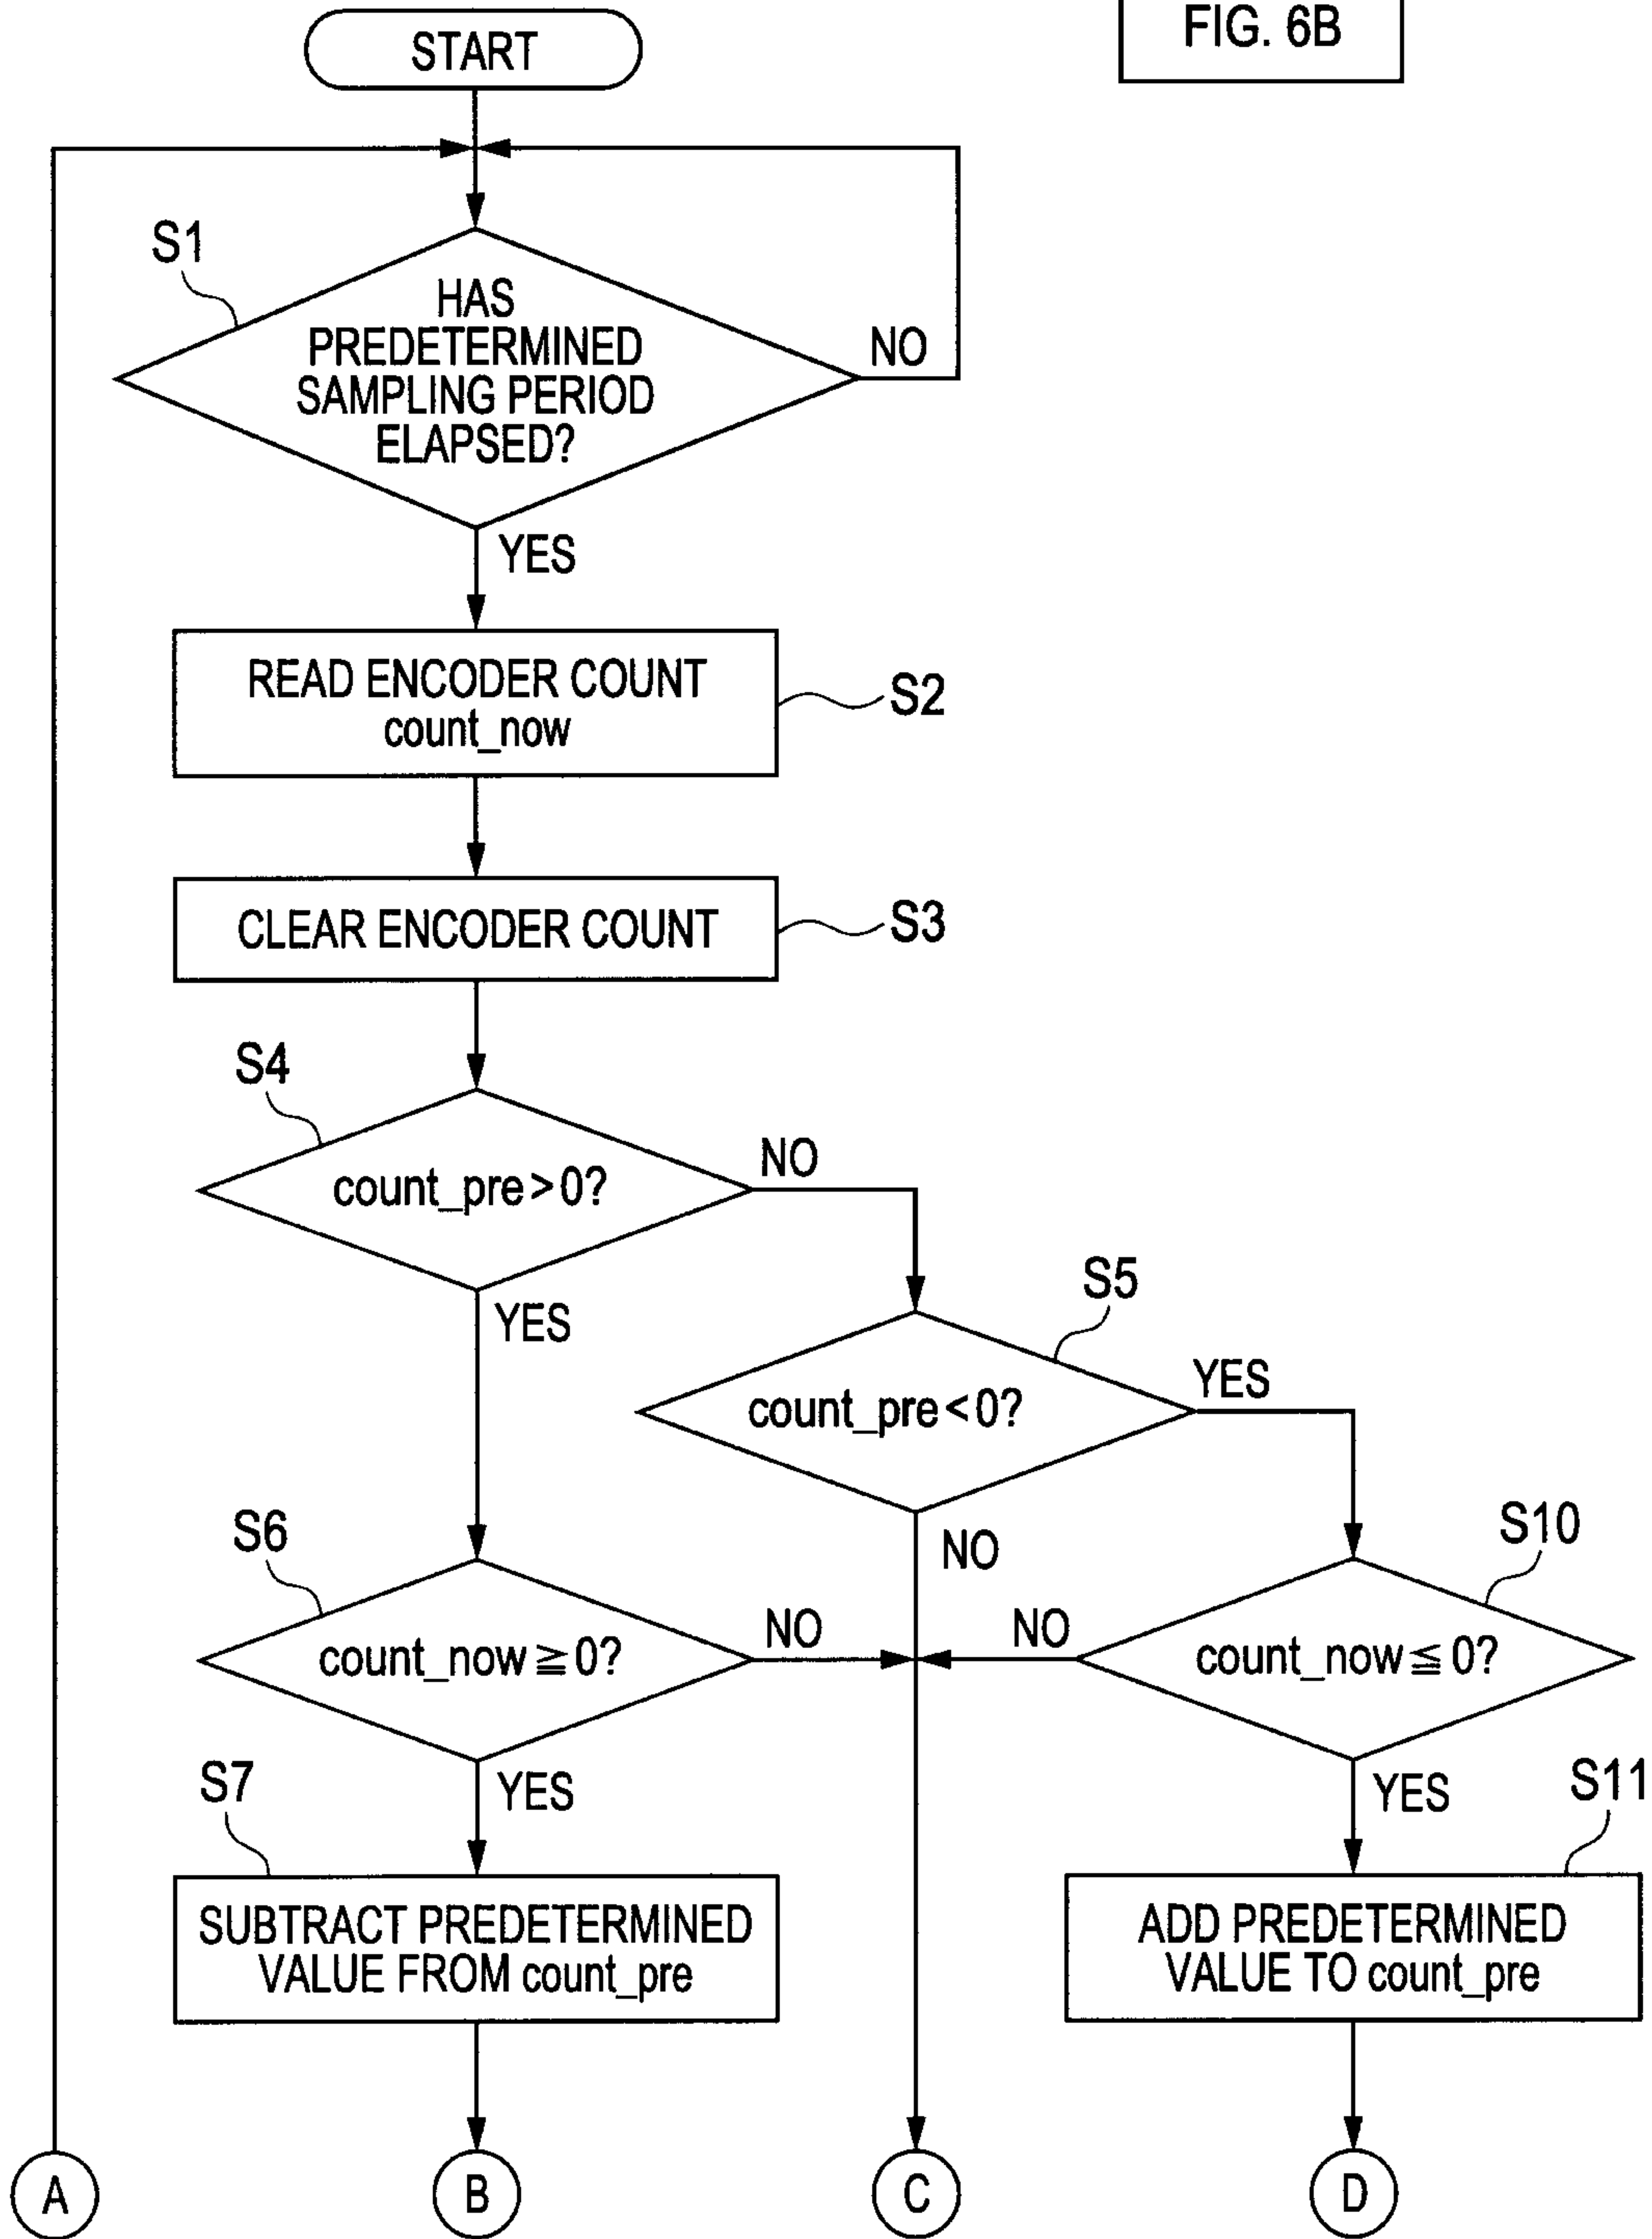 FIG. 6B
START
S1
HAS
PREDETERMINED
SAMPLING PERIOD
ELAPSED?
NO
YES
READ ENCODER COUNT
count_now
S2
CLEAR ENCODER COUNT
S3
S4
count_pre>0?
NO
YES
S5
count_pre<0?
YES
NO
S6
count_now≧0?
NO
YES
S10
count_now≦0?
NO
YES
S7
SUBTRACT PREDETERMINED
VALUE FROM count_pre
S11
ADD PREDETERMINED
VALUE TO count_pre
A
B
C
D